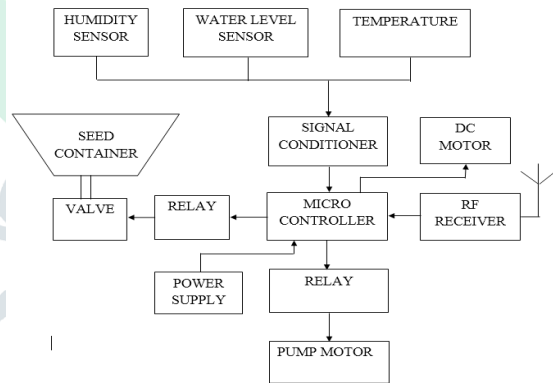 HUMIDITY
SENSOR
WATER LEVEL
SENSOR
TEMPERATURE
SEED
CONTAINER
SIGNAL
CONDITIONER
DC
MOTOR
VALVE
RELAY
MICRO
CONTROLLER
RF
RECEIVER
POWER
SUPPLY
RELAY
PUMP MOTOR